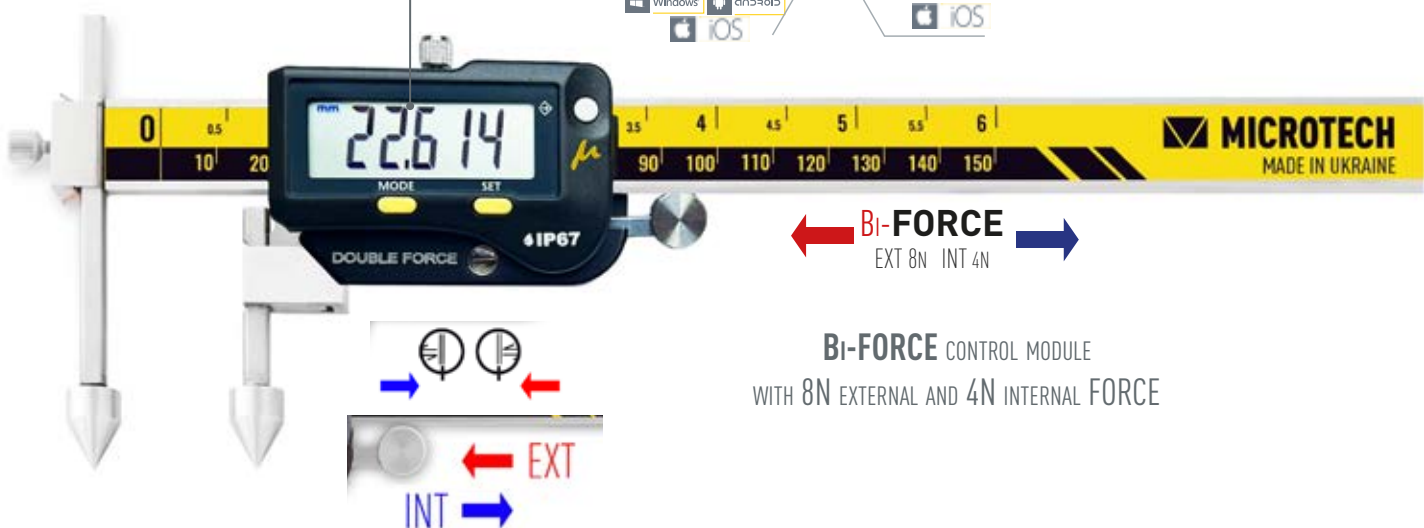 Windows
android
iOS
iOS
mm 22.614
MODE SET
IP67
DOUBLE FORCE
0 0.5 3.5 4 4.5 5 5.5 6
10 20 90 100 110 120 130 140 150
MICROTECH
MADE IN UKRAINE
BI-FORCE
EXT 8N INT 4N
BI-FORCE CONTROL MODULE
WITH 8N EXTERNAL AND 4N INTERNAL FORCE
EXT
INT